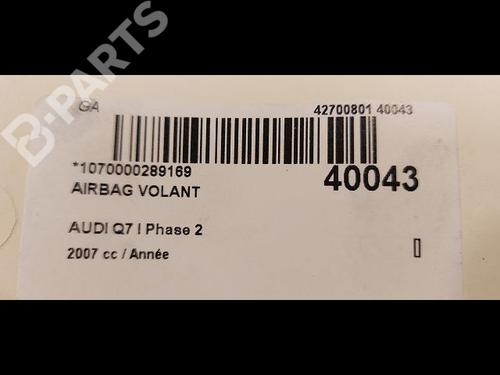 B-PARTS
GA
42700801 40043
*1070000289169
40043
AIRBAG VOLANT
AUDI Q7 I Phase 2
2007 cc / Année